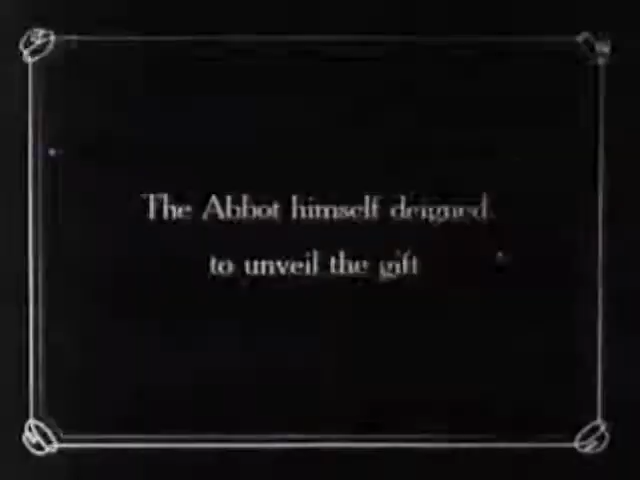 The Abbot himself deigned
to unveil the gift